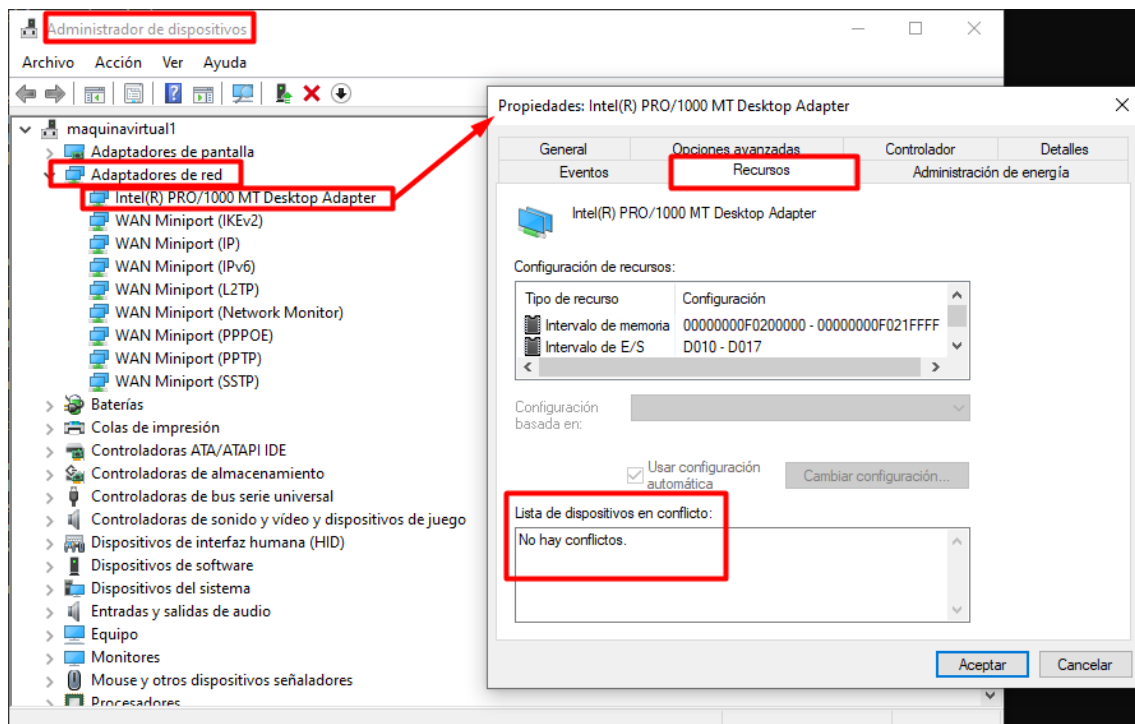 Administrador de dispositivos
Archivo Acción Ver Ayuda
maquinavirtual1
Adaptadores de pantalla
Adaptadores de red
Intel(R) PRO/1000 MT Desktop Adapter
WAN Miniport (IKEv2)
WAN Miniport (IP)
WAN Miniport (IPv6)
WAN Miniport (L2TP)
WAN Miniport (Network Monitor)
WAN Miniport (PPPOE)
WAN Miniport (PPTP)
WAN Miniport (SSTP)
Baterías
Colas de impresión
Controladoras ATA/ATAPI IDE
Controladoras de almacenamiento
Controladoras de bus serie universal
Controladoras de sonido y vídeo y dispositivos de juego
Dispositivos de interfaz humana (HID)
Dispositivos de software
Dispositivos del sistema
Entradas y salidas de audio
Equipo
Monitores
Mouse y otros dispositivos señaladores
Procesadores
Propiedades: Intel(R) PRO/1000 MT Desktop Adapter
General Opciones avanzadas Controlador Detalles
Eventos Recursos Administración de energía
Intel(R) PRO/1000 MT Desktop Adapter
Configuración de recursos:
Tipo de recurso Configuración
Intervalo de memoria 00000000F0200000 - 00000000F021FFFF
Intervalo de E/S D010 - D017
Configuración
basada en:
Usar configuración
automática
Cambiar configuración...
Lista de dispositivos en conflicto:
No hay conflictos.
Aceptar Cancelar